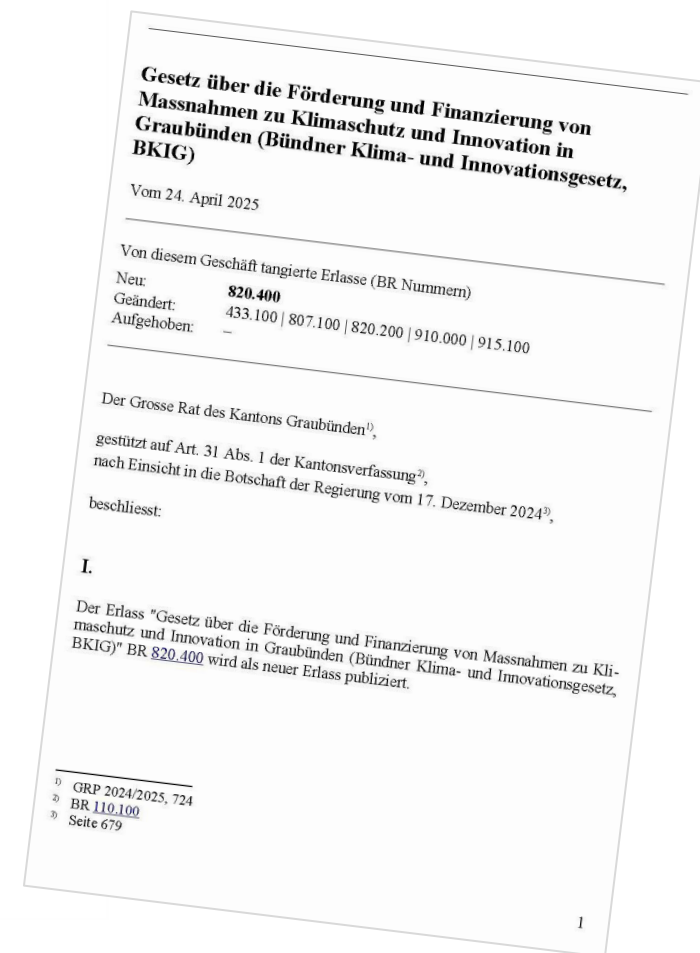 Gesetz über die Förderung und Finanzierung von
Massnahmen zu Klimaschutz und Innovation in
Graubünden (Bündner Klima- und Innovationsgesetz,
BKIG)
Vom 24. April 2025
Von diesem Geschäft tangierte Erlasse (BR Nummern)
Neu: 820.400
Geändert: 433.100 | 807.100 | 820.200 | 910.000 | 915.100
Aufgehoben: –
Der Grosse Rat des Kantons Graubünden1),
gestützt auf Art. 31 Abs. 1 der Kantonsverfassung2),
nach Einsicht in die Botschaft der Regierung vom 17. Dezember 20243),
beschliesst:
I.
Der Erlass "Gesetz über die Förderung und Finanzierung von Massnahmen zu Kli-
maschutz und Innovation in Graubünden (Bündner Klima- und Innovationsgesetz,
BKIG)" BR 820.400 wird als neuer Erlass publiziert.
1) GRP 2024/2025, 724
2) BR 110.100
3) Seite 679
1